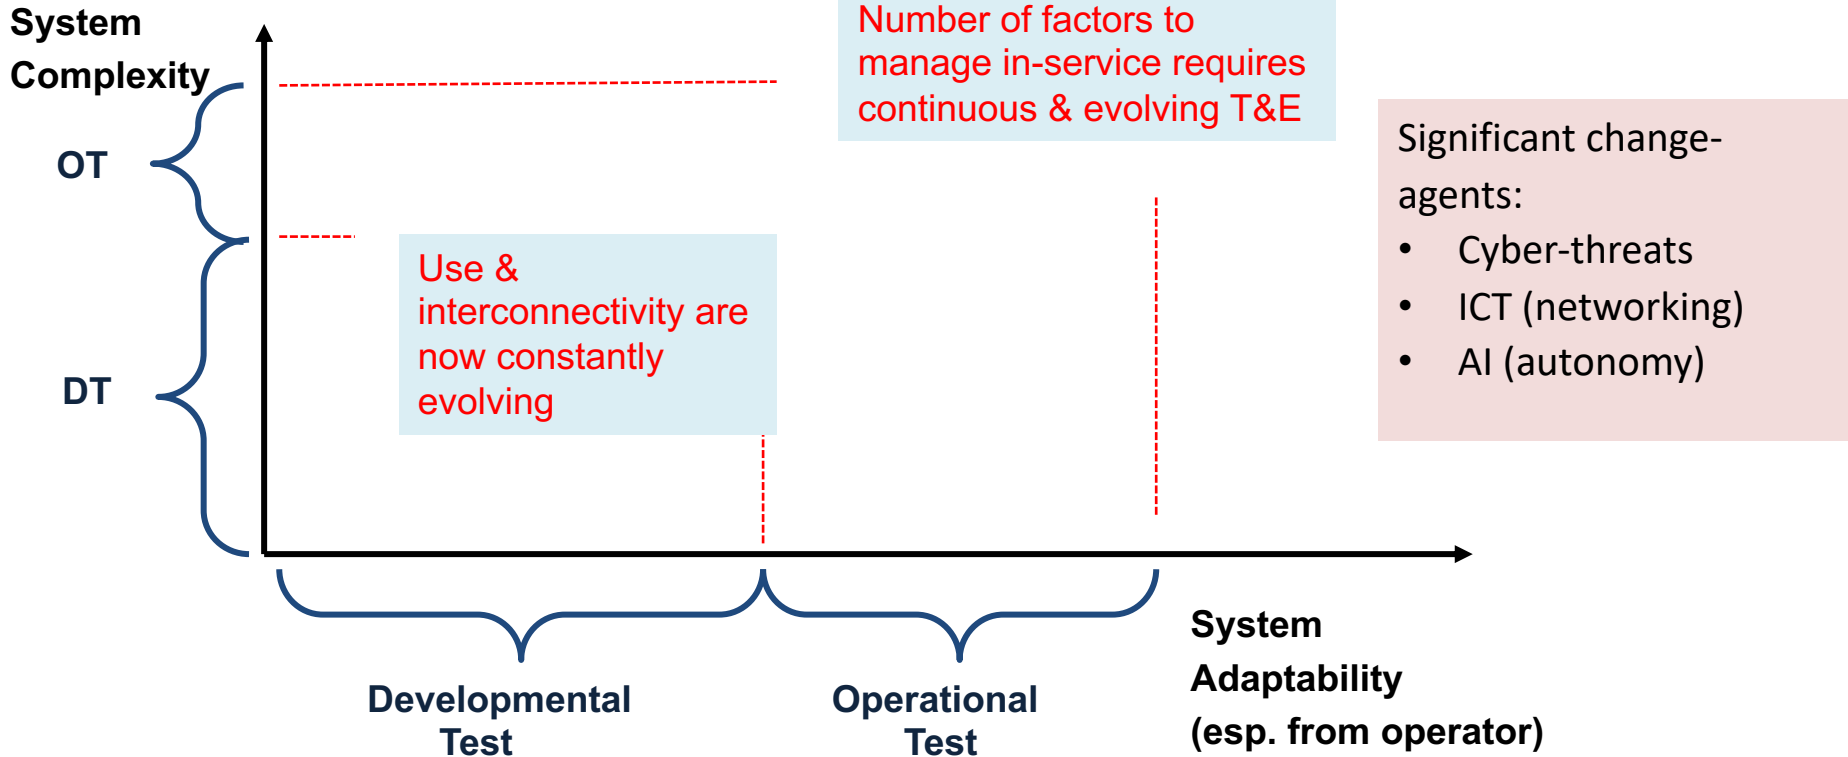 System
Complexity
Number of factors to
manage in-service requires
continuous & evolving T&E
Significant change-
agents:
• Cyber-threats
• ICT (networking)
• AI (autonomy)
OT
Use &
interconnectivity are
now constantly
evolving
DT
Developmental
Test
Operational
Test
System
Adaptability
(esp. from operator)